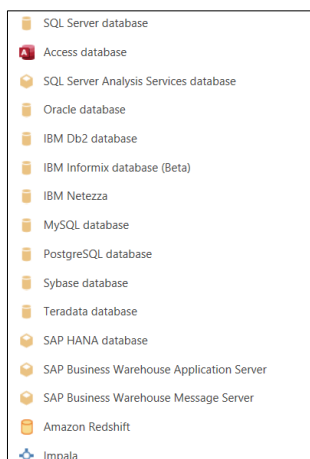 SQL Server database
A Access database
SQL Server Analysis Services database
Oracle database
IBM Db2 database
IBM Informix database (Beta)
IBM Netezza
MySQL database
PostgreSQL database
Sybase database
Teradata database
SAP HANA database
SAP Business Warehouse Application Server
SAP Business Warehouse Message Server
Amazon Redshift
Impala